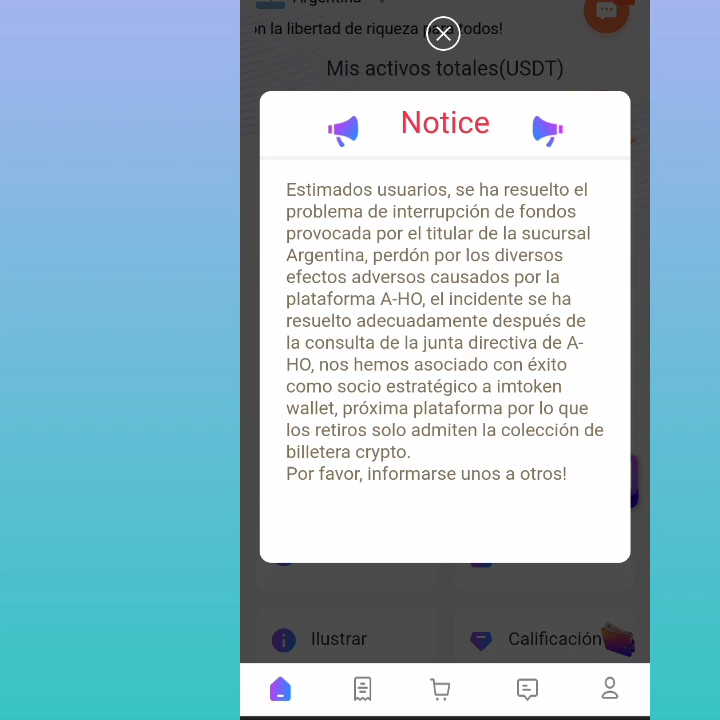 Argentina
on la libertad de riqueza para todos!
Mis activos totales(USDT)
Notice
Estimados usuarios, se ha resuelto el
problema de interrupción de fondos
provocada por el titular de la sucursal
Argentina, perdón por los diversos
efectos adversos causados por la
plataforma A-HO, el incidente se ha
resuelto adecuadamente después de
la consulta de la junta directiva de A-
HO, nos hemos asociado con éxito
como socio estratégico a imtoken
wallet, próxima plataforma por lo que
los retiros solo admiten la colección de
billetera crypto.
Por favor, informarse unos a otros!
Ilustrar
Calificación